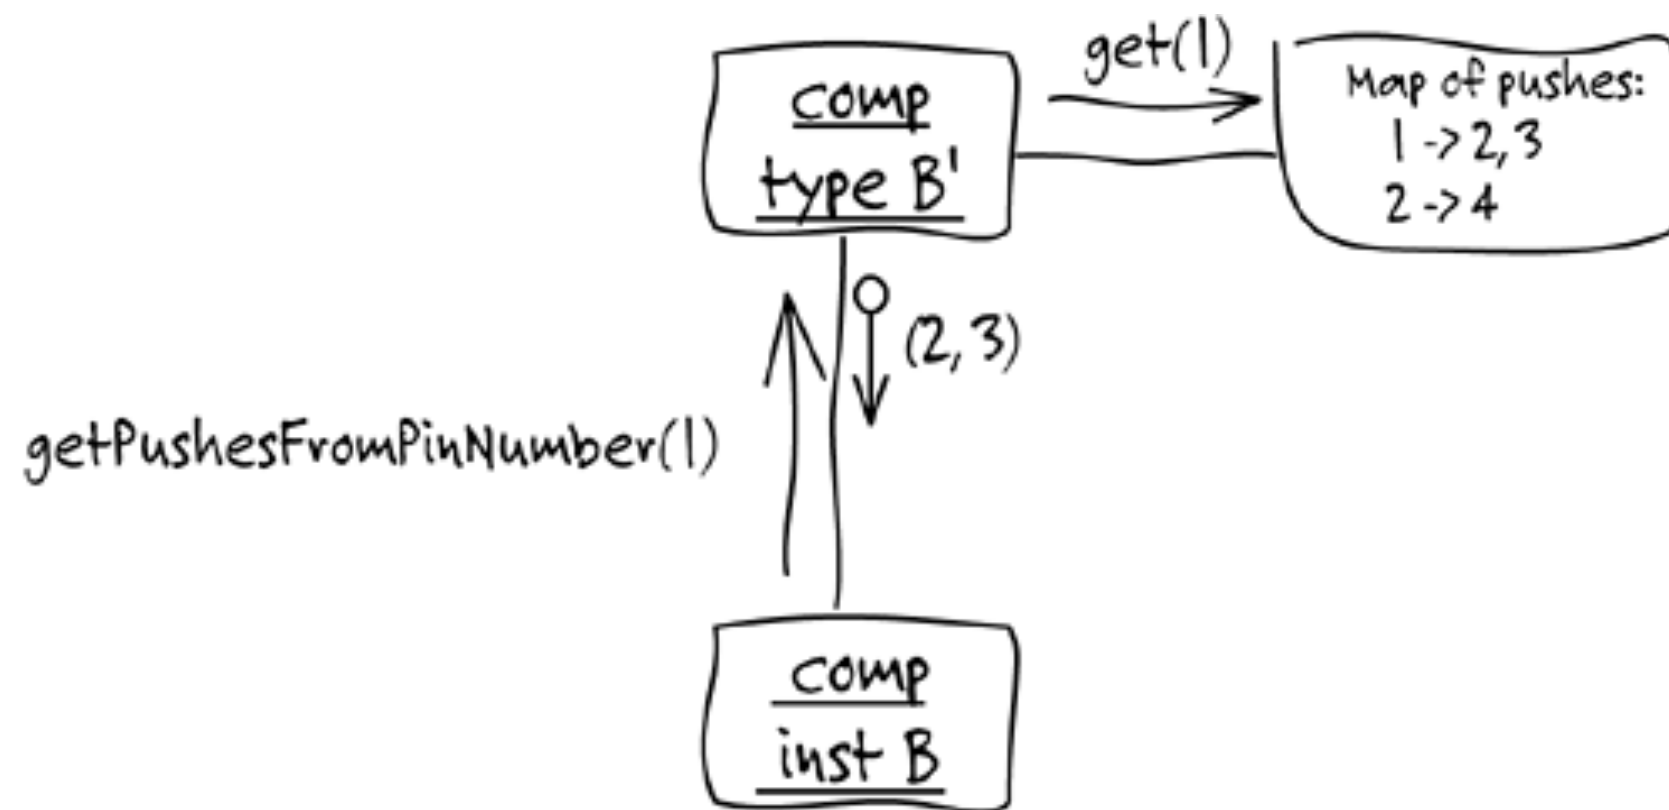 comp
type B'
get(1)
Map of pushes:
1 -> 2, 3
2 -> 4
(2, 3)
getPushesFromPinNumber(1)
comp
inst B